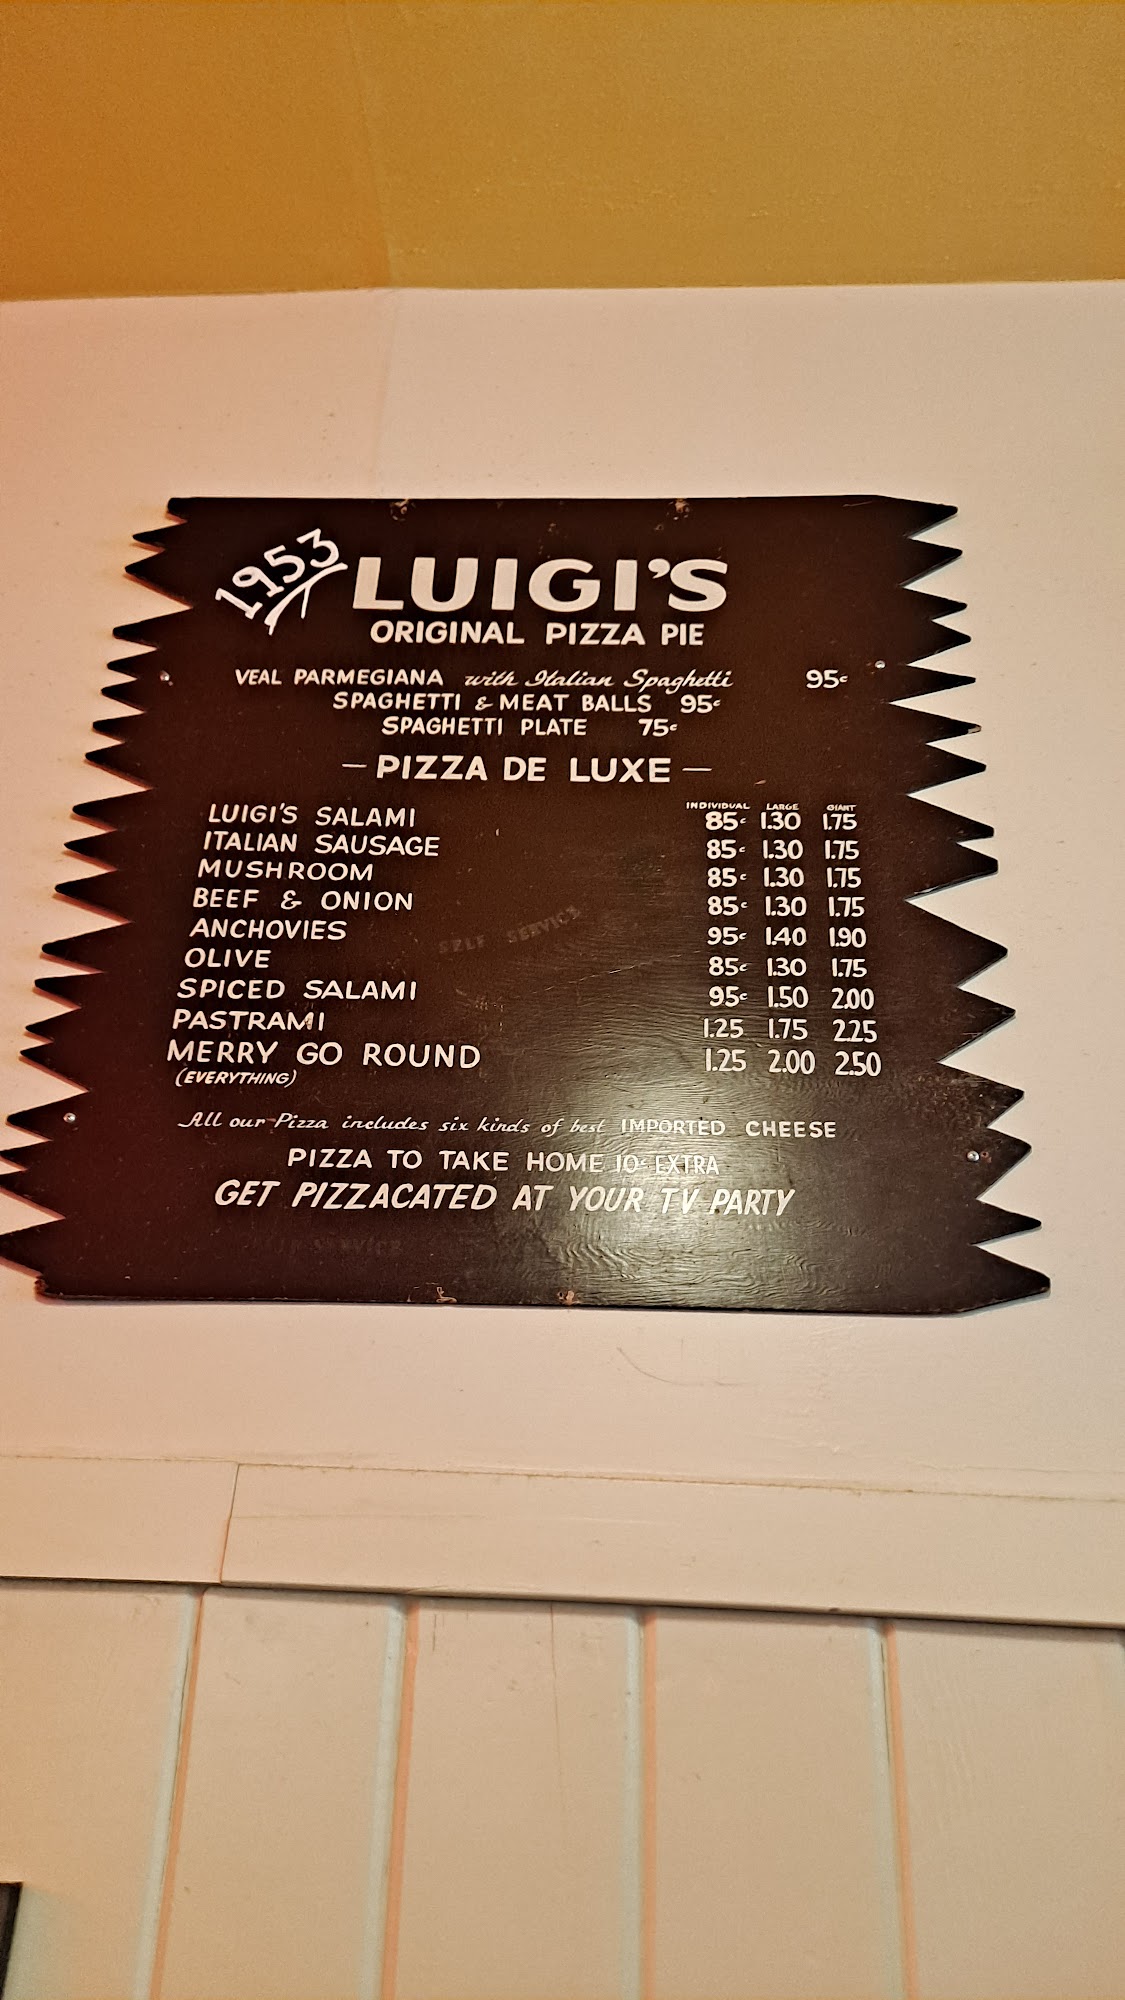 1953
LUIGI'S
ORIGINAL PIZZA PIE
VEAL PARMEGIANA with Italian Spaghetti 95¢
SPAGHETTI & MEAT BALLS 95¢
SPAGHETTI PLATE 75¢
— PIZZA DE LUXE —
INDIVIDUAL LARGE GIANT
LUIGI'S SALAMI 85¢ 1.30 1.75
ITALIAN SAUSAGE 85¢ 1.30 1.75
MUSHROOM 85¢ 1.30 1.75
BEEF & ONION 85¢ 1.30 1.75
ANCHOVIES 95¢ 1.40 1.90
SELF SERVICE
OLIVE 85¢ 1.30 1.75
SPICED SALAMI 95¢ 1.50 2.00
PASTRAMI 1.25 1.75 2.25
MERRY GO ROUND 1.25 2.00 2.50
(EVERYTHING)
All our Pizza includes six kinds of best IMPORTED CHEESE
PIZZA TO TAKE HOME 10¢ EXTRA
GET PIZZACATED AT YOUR TV PARTY
SELF SERVICE